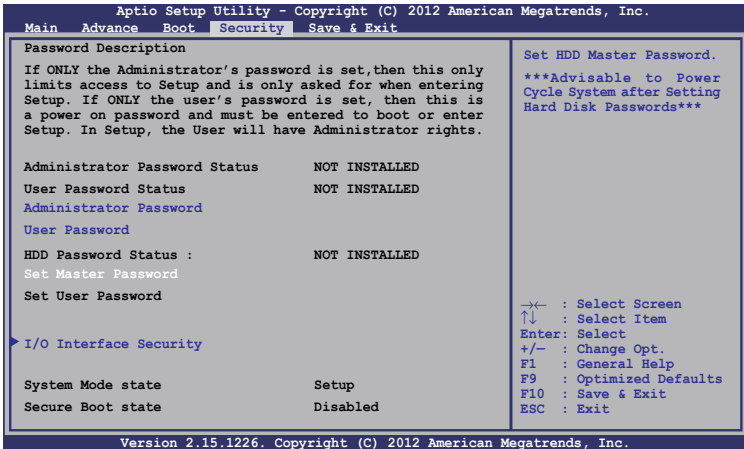 Aptio Setup Utility - Copyright (C) 2012 American Megatrends, Inc.
Main Advance Boot Security Save & Exit
Password Description
If ONLY the Administrator's password is set,then this only
limits access to Setup and is only asked for when entering
Setup. If ONLY the user's password is set, then this is
a power on password and must be entered to boot or enter
Setup. In Setup, the User will have Administrator rights.
Administrator Password Status NOT INSTALLED
User Password Status NOT INSTALLED
Administrator Password
User Password
HDD Password Status : NOT INSTALLED
Set Master Password
Set User Password
I/O Interface Security
System Mode state Setup
Secure Boot state Disabled
Set HDD Master Password.
***Advisable to Power
Cycle System after Setting
Hard Disk Passwords***
→← : Select Screen
↑↓ : Select Item
Enter: Select
+/— : Change Opt.
F1 : General Help
F9 : Optimized Defaults
F10 : Save & Exit
ESC : Exit
Version 2.15.1226. Copyright (C) 2012 American Megatrends, Inc.